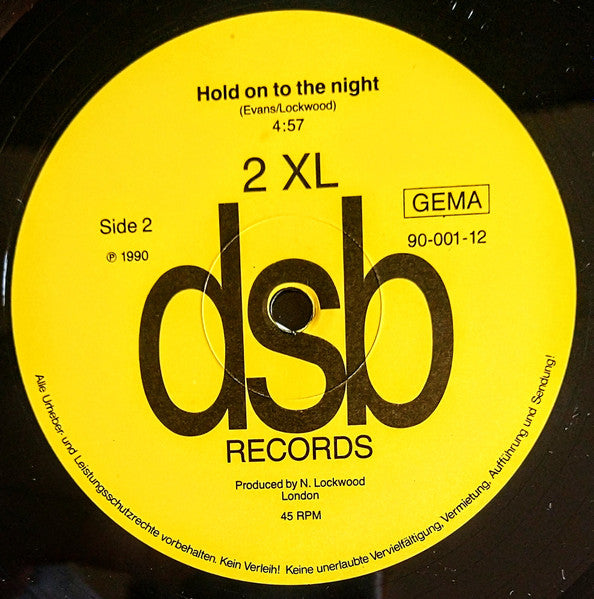 Hold on to the night
(Evans/Lockwood)
4:57
2 XL
Side 2
GEMA
℗ 1990
90-001-12
dsb
RECORDS
Produced by N. Lockwood
London
45 RPM
Alle Urheber- und Leistungsschutzrechte vorbehalten. Kein Verleih! Keine unerlaubte Vervielfältigung, Vermietung, Aufführung und Sendung!